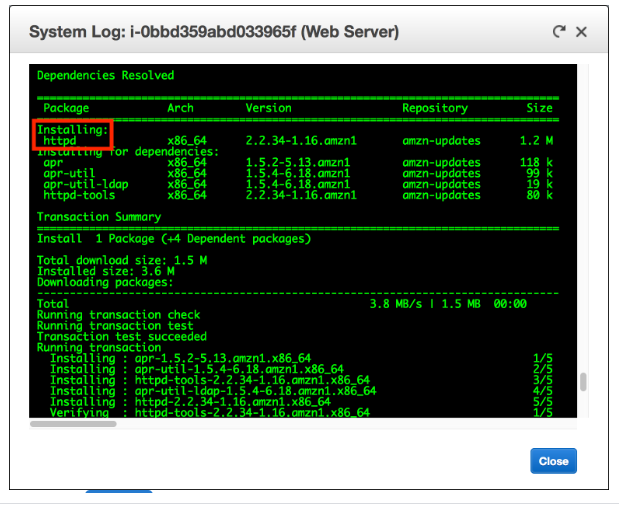 System Log: i-0bbd359abd033965f (Web Server)
Dependencies Resolved
Package Arch Version Repository Size
Installing:
httpd x86_64 2.2.34-1.16.amzn1 amzn-updates 1.2 M
Installing for dependencies:
apr x86_64 1.5.2-5.13.amzn1 amzn-updates 118 k
apr-util x86_64 1.5.4-6.18.amzn1 amzn-updates 99 k
apr-util-ldap x86_64 1.5.4-6.18.amzn1 amzn-updates 19 k
httpd-tools x86_64 2.2.34-1.16.amzn1 amzn-updates 80 k
Transaction Summary
Install 1 Package (+4 Dependent packages)
Total download size: 1.5 M
Installed size: 3.6 M
Downloading packages:
Total 3.8 MB/s | 1.5 MB 00:00
Running transaction check
Running transaction test
Transaction test succeeded
Running transaction
Installing : apr-1.5.2-5.13.amzn1.x86_64 1/5
Installing : apr-util-1.5.4-6.18.amzn1.x86_64 2/5
Installing : httpd-tools-2.2.34-1.16.amzn1.x86_64 3/5
Installing : apr-util-ldap-1.5.4-6.18.amzn1.x86_64 4/5
Installing : httpd-2.2.34-1.16.amzn1.x86_64 5/5
Verifying : httpd-tools-2.2.34-1.16.amzn1.x86_64 1/5
Close